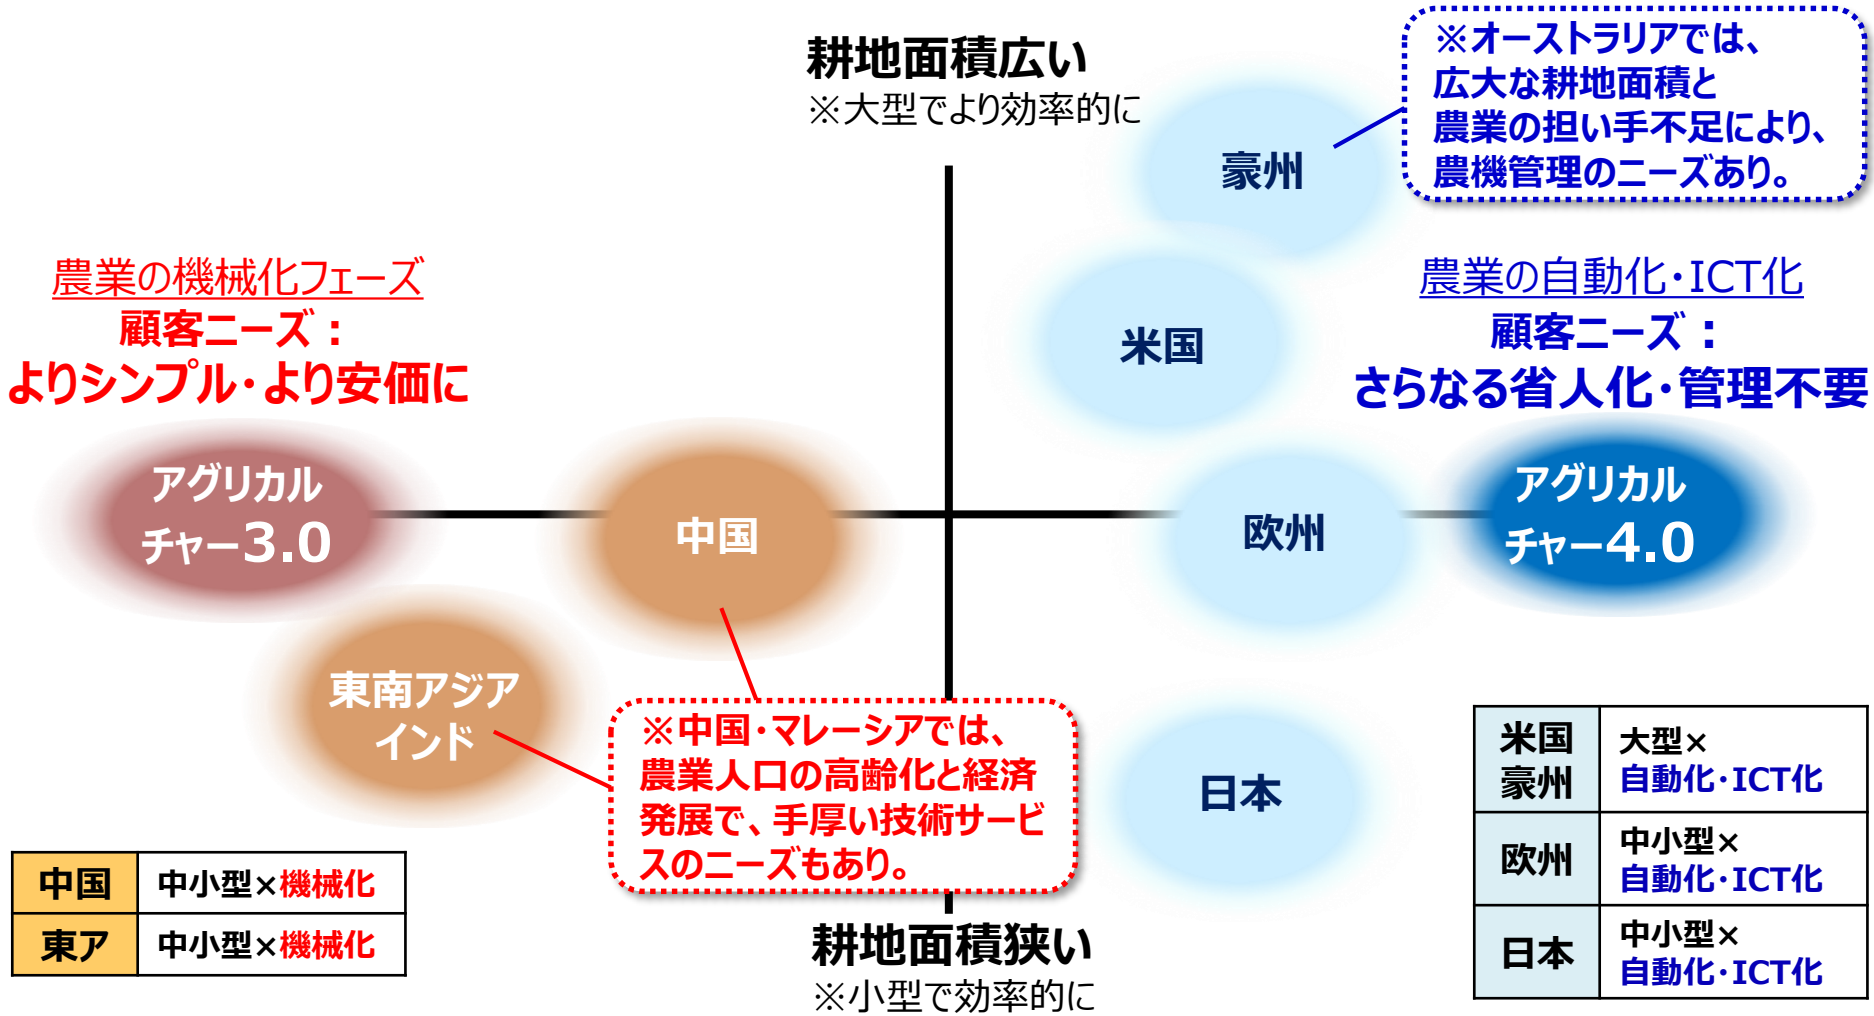 耕地面積広い
※大型でより効率的に
※オーストラリアでは、
広大な耕地面積と
農業の担い手不足により、
農機管理のニーズあり。
豪州
農業の機械化フェーズ
顧客ニーズ：
よりシンプル・より安価に
米国
農業の自動化・ICT化
顧客ニーズ：
さらなる省人化・管理不要
アグリカル
チャー3.0
中国
欧州
アグリカル
チャー4.0
東南アジア
インド
※中国・マレーシアでは、
農業人口の高齢化と経済
発展で、手厚い技術サービ
スのニーズもあり。
日本
中国 中小型×機械化
東ア 中小型×機械化
米国
豪州
大型×
自動化・ICT化
欧州
中小型×
自動化・ICT化
日本
中小型×
自動化・ICT化
耕地面積狭い
※小型で効率的に